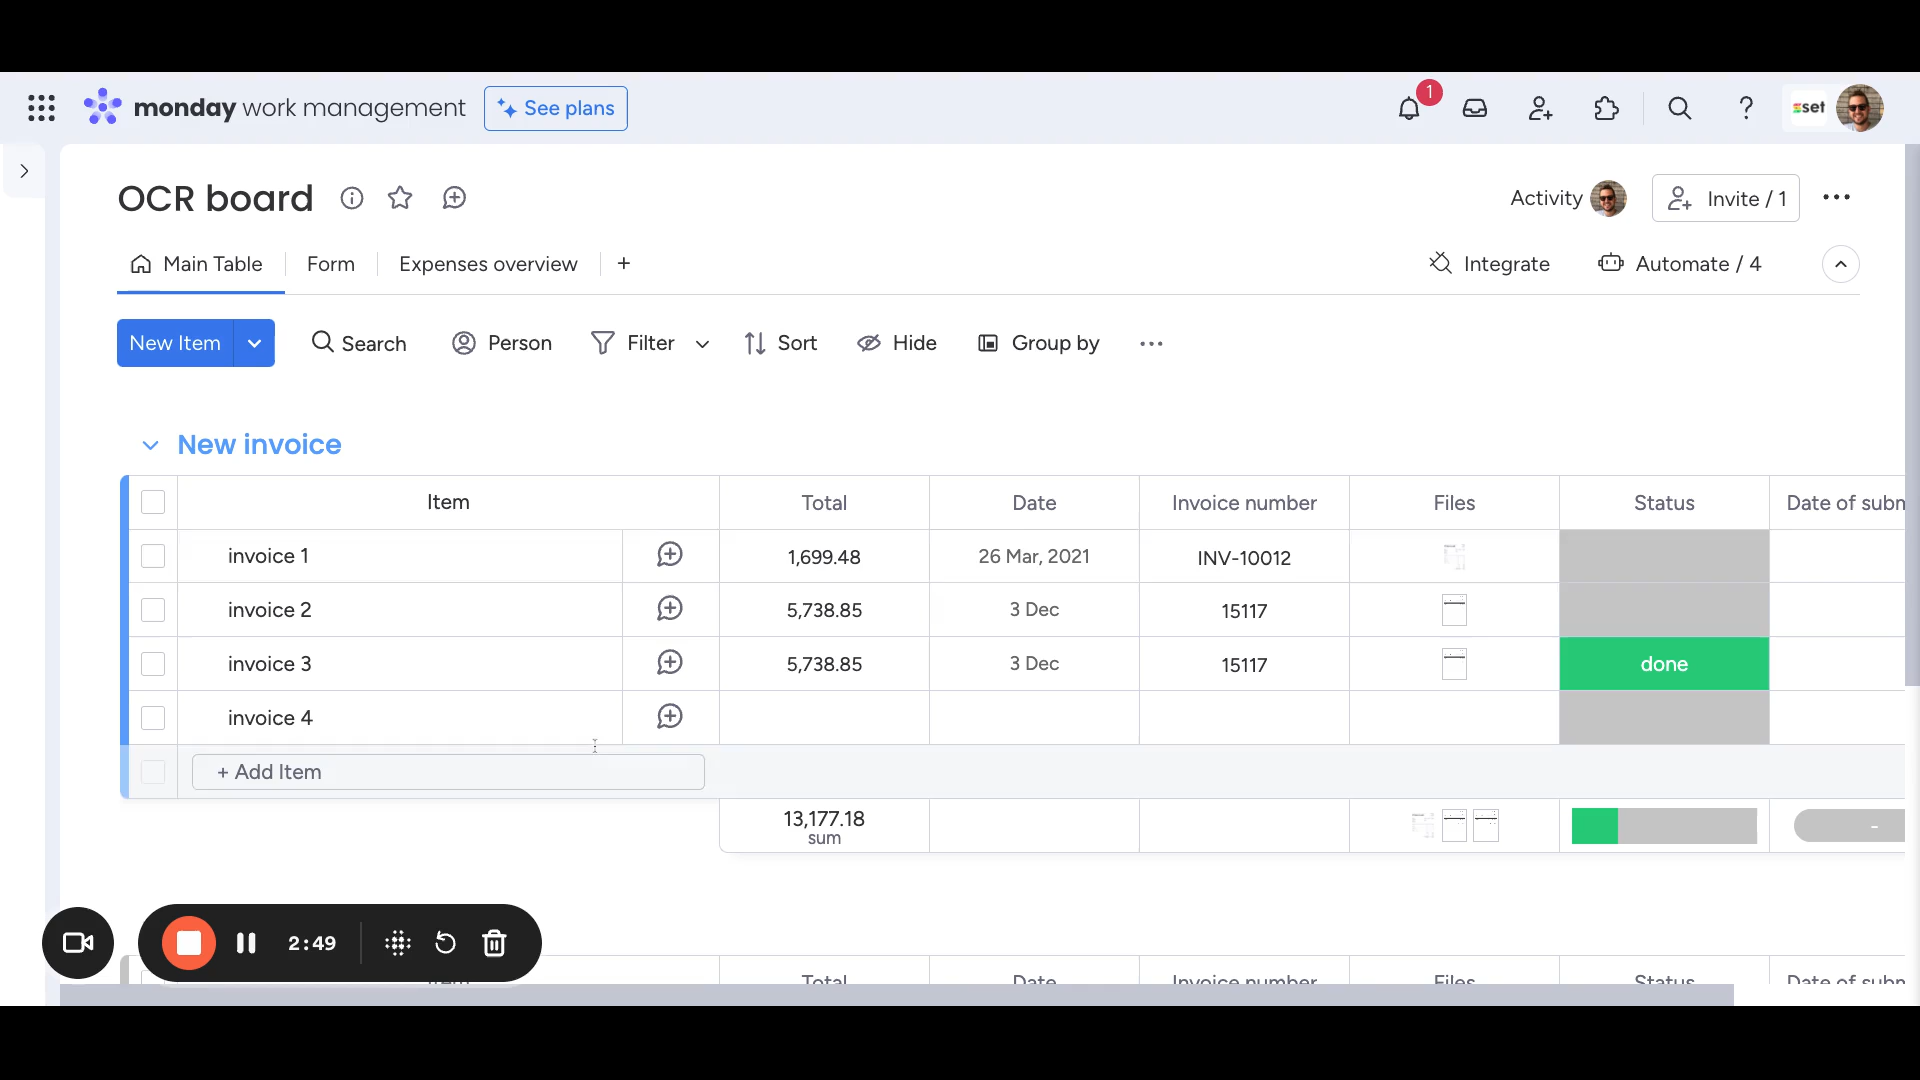 monday work management See plans 1 set
OCR board Activity Invite / 1
Main Table Form Expenses overview + Integrate Automate / 4
New Item Search Person Filter Sort Hide Group by
New invoice
Item Total Date Invoice number Files Status Date of subm
invoice 1 1,699.48 26 Mar, 2021 INV-10012
invoice 2 5,738.85 3 Dec 15117
invoice 3 5,738.85 3 Dec 15117 done
invoice 4
+ Add Item
13,177.18 -
sum
2:49
Item Total Date Invoice number Files Status Date of subm